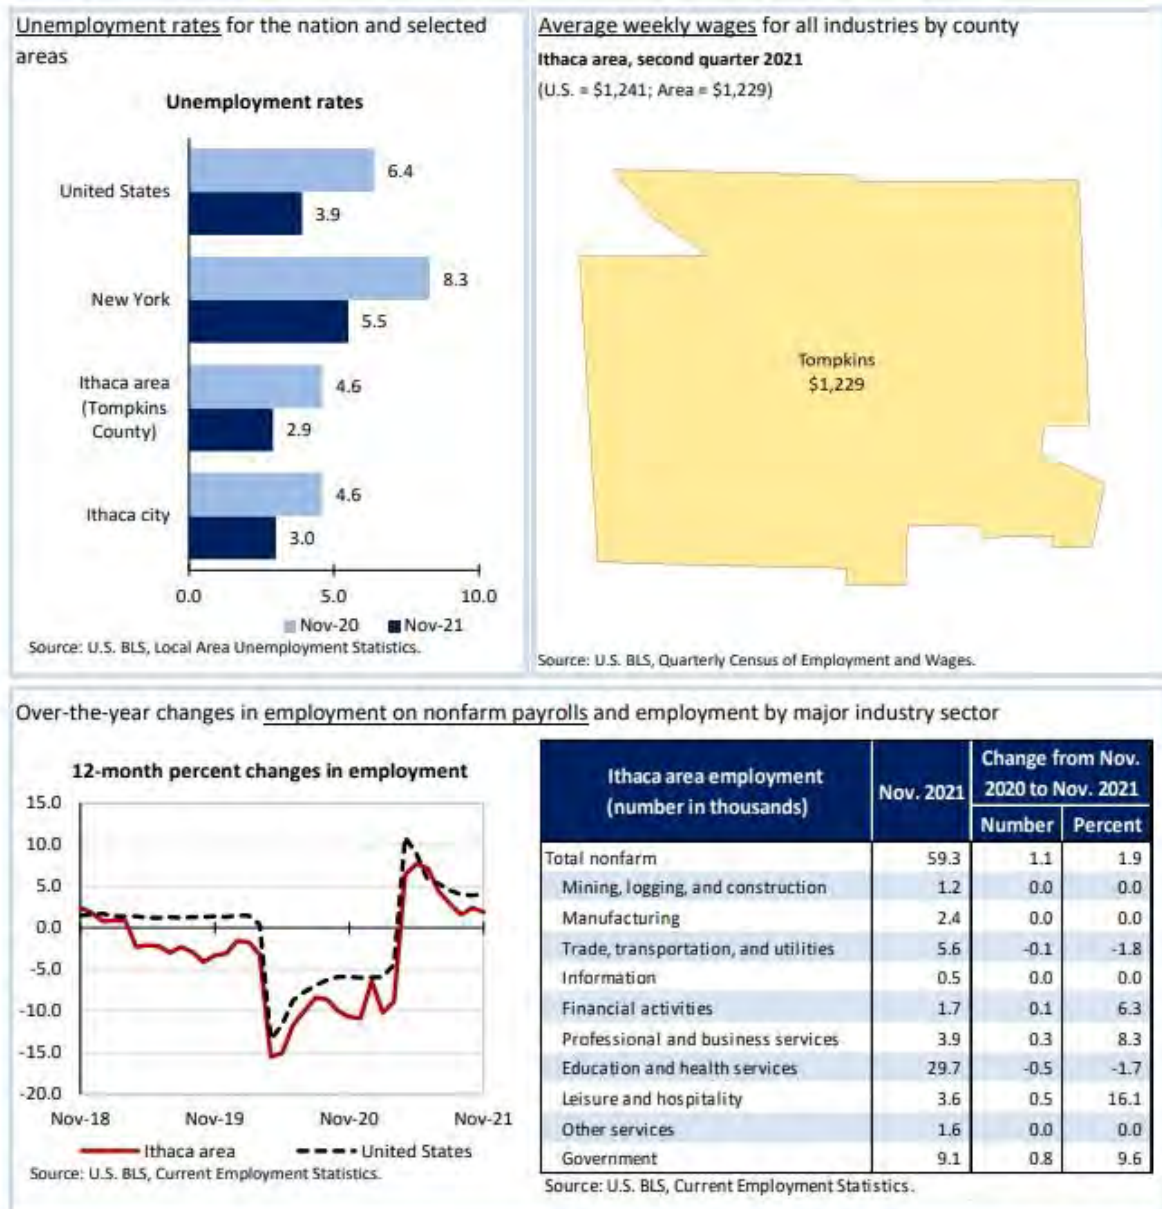 Unemployment rates for the nation and selected
areas
Unemployment rates
United States
6.4
3.9
New York
8.3
5.5
Ithaca area
(Tompkins
County)
4.6
2.9
Ithaca city
4.6
3.0
0.0 5.0 10.0
Nov-20 Nov-21
Source: U.S. BLS, Local Area Unemployment Statistics.
Average weekly wages for all industries by county
Ithaca area, second quarter 2021
(U.S. = $1,241; Area = $1,229)
Tompkins
$1,229
Source: U.S. BLS, Quarterly Census of Employment and Wages.
Over-the-year changes in employment on nonfarm payrolls and employment by major industry sector
12-month percent changes in employment
15.0
10.0
5.0
0.0
-5.0
-10.0
-15.0
-20.0
Nov-18 Nov-19 Nov-20 Nov-21
Ithaca area United States
Source: U.S. BLS, Current Employment Statistics.
Ithaca area employment
(number in thousands)
Nov. 2021
Change from Nov.
2020 to Nov. 2021
Number Percent
Total nonfarm 59.3 1.1 1.9
Mining, logging, and construction 1.2 0.0 0.0
Manufacturing 2.4 0.0 0.0
Trade, transportation, and utilities 5.6 -0.1 -1.8
Information 0.5 0.0 0.0
Financial activities 1.7 0.1 6.3
Professional and business services 3.9 0.3 8.3
Education and health services 29.7 -0.5 -1.7
Leisure and hospitality 3.6 0.5 16.1
Other services 1.6 0.0 0.0
Government 9.1 0.8 9.6
Source: U.S. BLS, Current Employment Statistics.